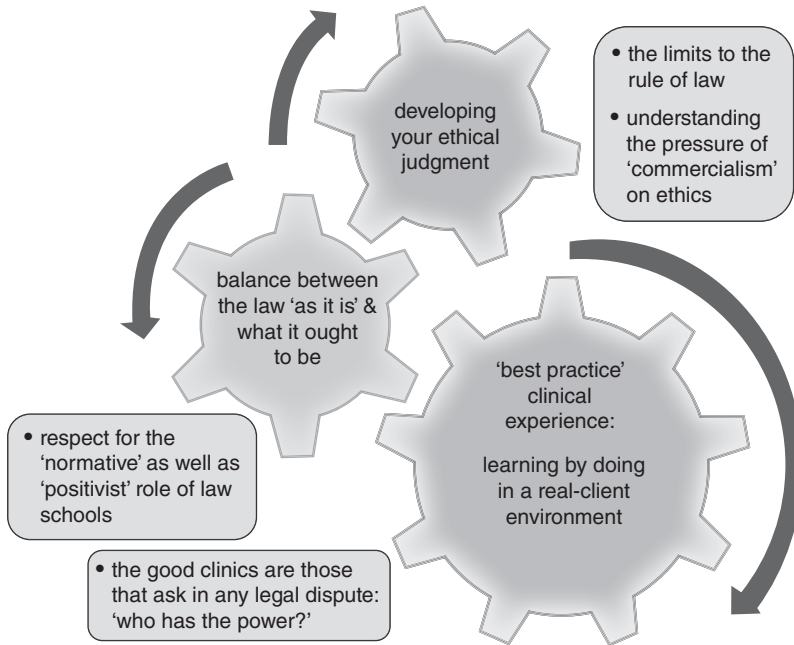 developing
your ethical
judgment
• the limits to the
rule of law
• understanding
the pressure of
‘commercialism’
on ethics
balance between
the law ‘as it is’ &
what it ought
to be
‘best practice’
clinical
experience:
learning by doing
in a real-client
environment
• respect for the
‘normative’ as well as
‘positivist’ role of law
schools
• the good clinics are those
that ask in any legal dispute:
‘who has the power?’